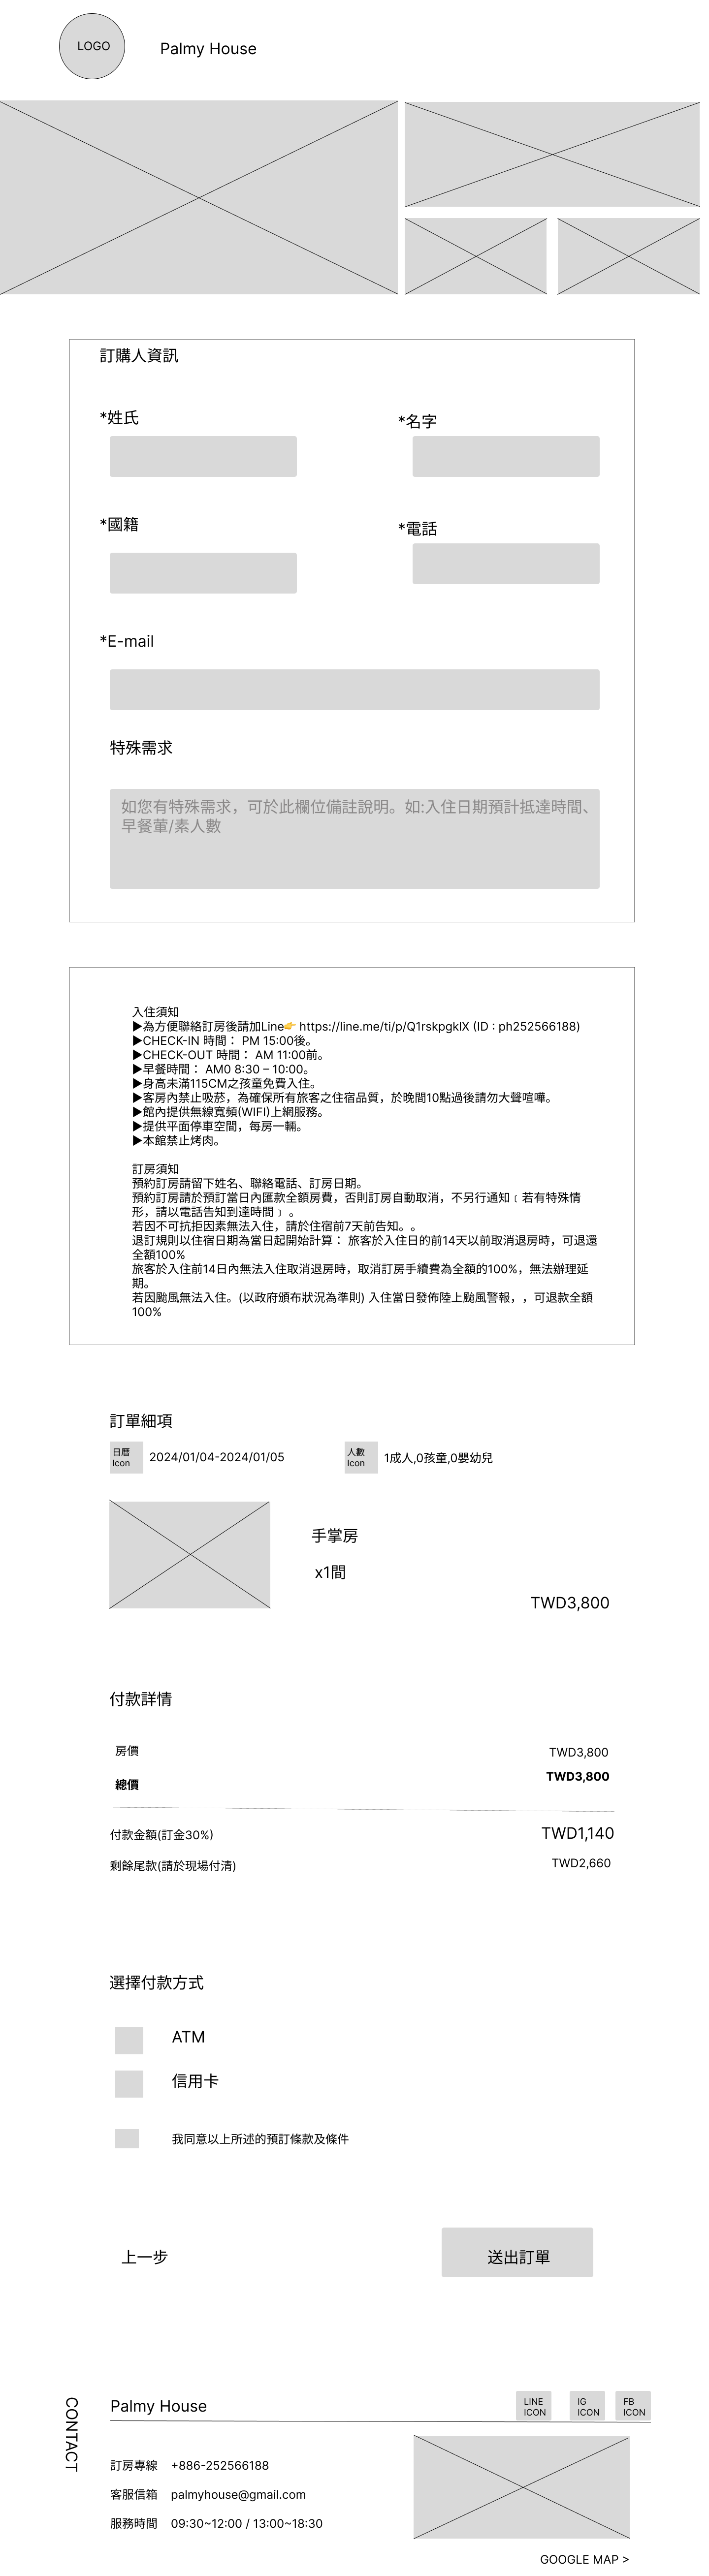 LOGO
Palmy House
訂購人資訊
*姓氏
*名字
*國籍
*電話
*E-mail
特殊需求
如您有特殊需求，可於此欄位備註說明。如:入住日期預計抵達時間、
早餐葷/素人數
入住須知
▶為方便聯絡訂房後請加Line👉 https://line.me/ti/p/Q1rskpgklX (ID : ph252566188)
▶CHECK-IN 時間： PM 15:00後。
▶CHECK-OUT 時間： AM 11:00前。
▶早餐時間： AM0 8:30 – 10:00。
▶身高未滿115CM之孩童免費入住。
▶客房內禁止吸菸，為確保所有旅客之住宿品質，於晚間10點過後請勿大聲喧嘩。
▶館內提供無線寬頻(WIFI)上網服務。
▶提供平面停車空間，每房一輛。
▶本館禁止烤肉。
訂房須知
預約訂房請留下姓名、聯絡電話、訂房日期。
預約訂房請於預訂當日內匯款全額房費，否則訂房自動取消，不另行通知﹝若有特殊情
形，請以電話告知到達時間﹞。
若因不可抗拒因素無法入住，請於住宿前7天前告知。。
退訂規則以住宿日期為當日起開始計算： 旅客於入住日的前14天以前取消退房時，可退還
全額100%
旅客於入住前14日內無法入住取消退房時，取消訂房手續費為全額的100%，無法辦理延
期。
若因颱風無法入住。(以政府頒布狀況為準則) 入住當日發佈陸上颱風警報，，可退款全額
100%
訂單細項
日曆
Icon
2024/01/04-2024/01/05
人數
Icon
1成人,0孩童,0嬰幼兒
手掌房
x1間
TWD3,800
付款詳情
房價
TWD3,800
總價
TWD3,800
付款金額(訂金30%)
TWD1,140
剩餘尾款(請於現場付清)
TWD2,660
選擇付款方式
ATM
信用卡
我同意以上所述的預訂條款及條件
上一步
送出訂單
CONTACT
Palmy House
LINE
ICON
IG
ICON
FB
ICON
訂房專線 +886-252566188
客服信箱 palmyhouse@gmail.com
服務時間 09:30~12:00 / 13:00~18:30
GOOGLE MAP >